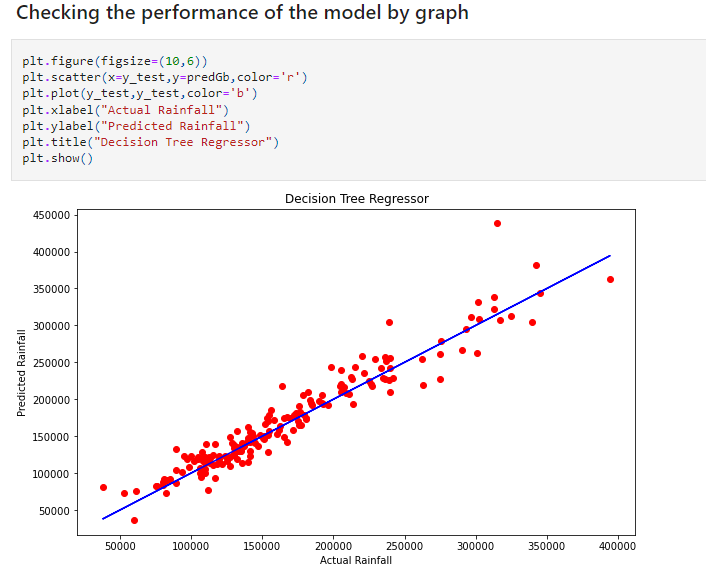 Checking the performance of the model by graph
plt.figure(figsize=(10,6))
plt.scatter(x=y_test,y=predGb,color='r')
plt.plot(y_test,y_test,color='b')
plt.xlabel("Actual Rainfall")
plt.ylabel("Predicted Rainfall")
plt.title("Decision Tree Regressor")
plt.show()
Decision Tree Regressor
450000
400000
350000
300000
250000
200000
150000
100000
50000
Predicted Rainfall
50000 100000 150000 200000 250000 300000 350000 400000
Actual Rainfall